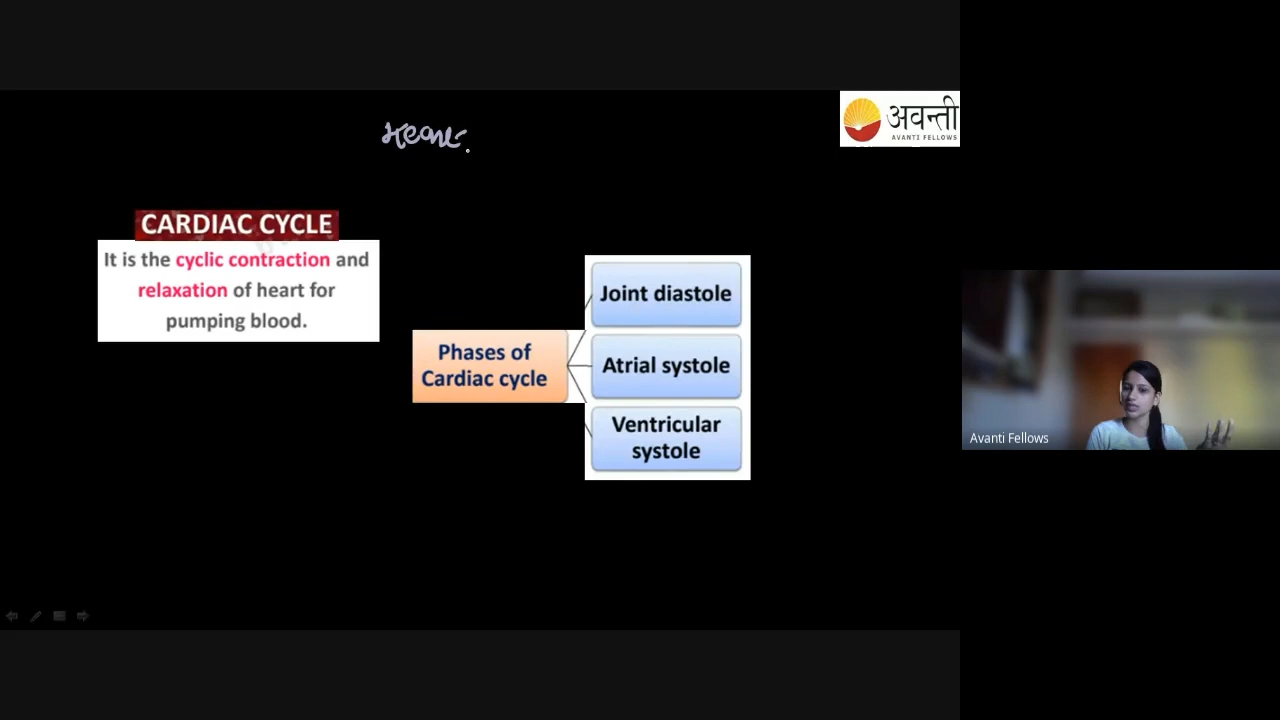 अवन्ती
AVANTI FELLOWS
CARDIAC CYCLE
It is the cyclic contraction and
relaxation of heart for
pumping blood.
Phases of
Cardiac cycle
Joint diastole
Atrial systole
Ventricular
systole
Avanti Fellows